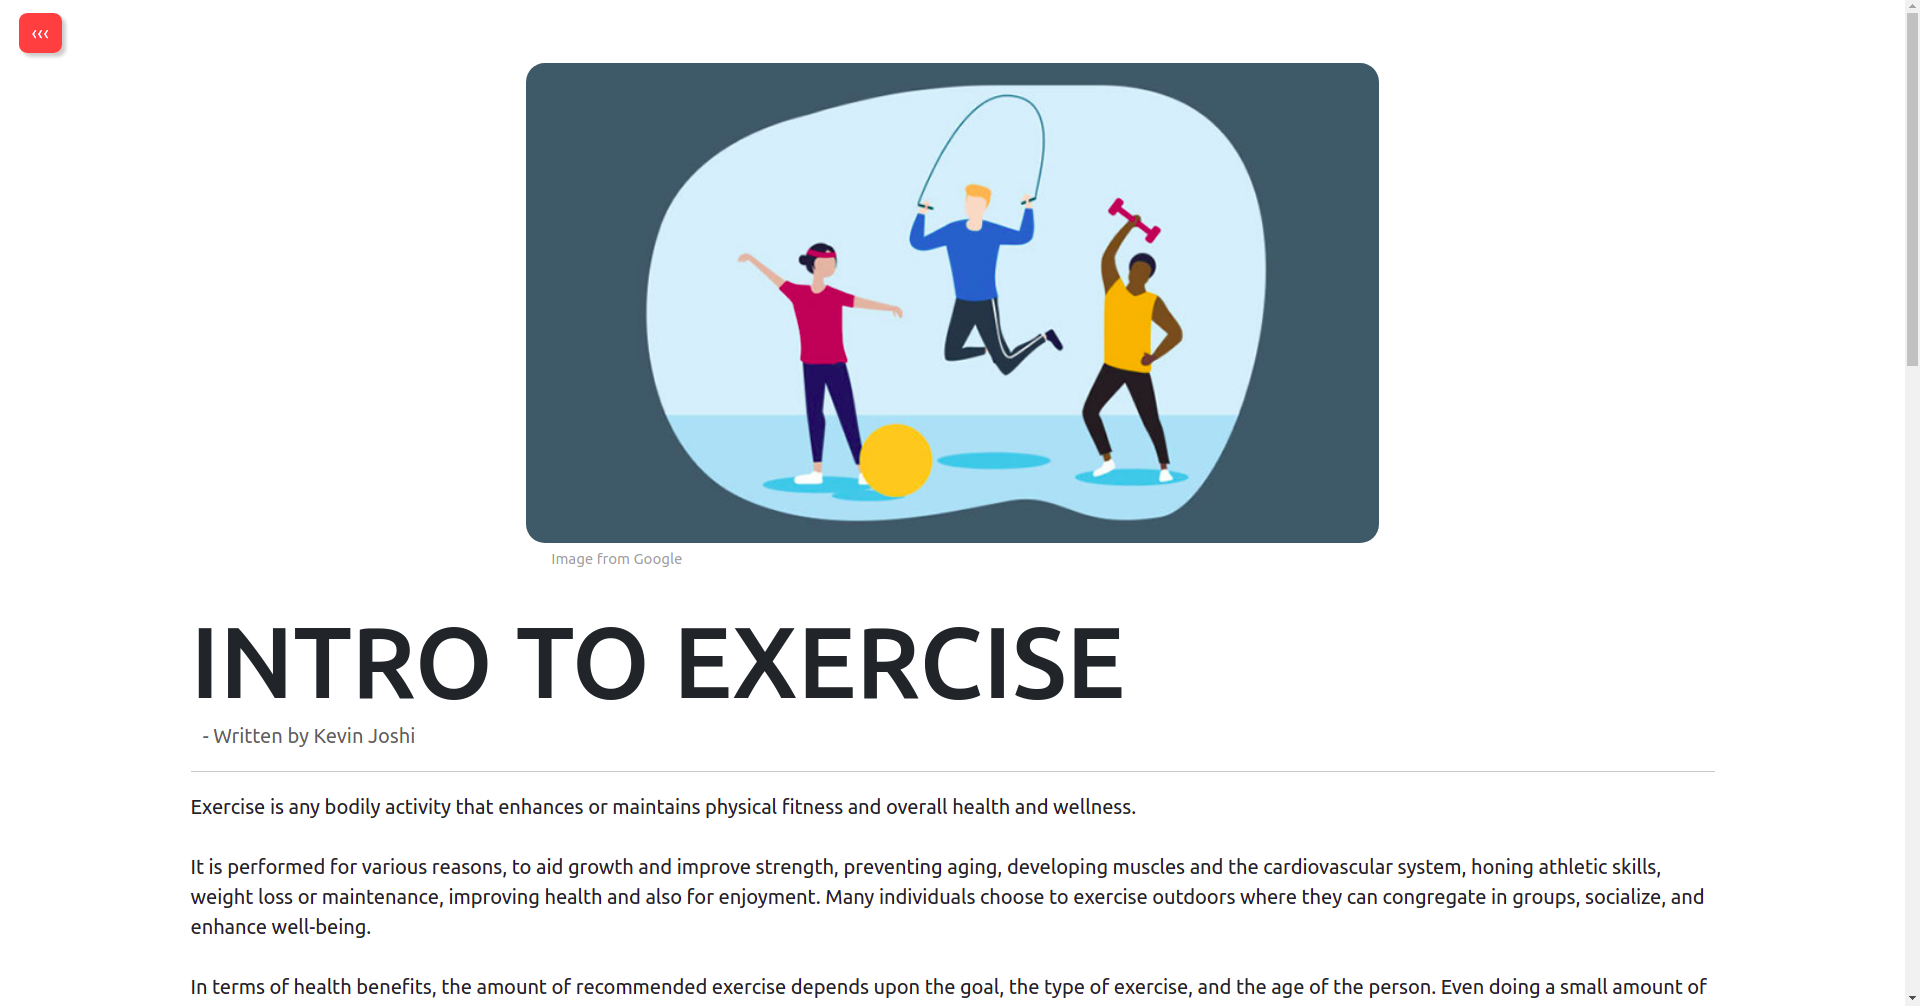 ‹‹‹
Image from Google
INTRO TO EXERCISE
- Written by Kevin Joshi
Exercise is any bodily activity that enhances or maintains physical fitness and overall health and wellness.
It is performed for various reasons, to aid growth and improve strength, preventing aging, developing muscles and the cardiovascular system, honing athletic skills,
weight loss or maintenance, improving health and also for enjoyment. Many individuals choose to exercise outdoors where they can congregate in groups, socialize, and
enhance well-being.
In terms of health benefits, the amount of recommended exercise depends upon the goal, the type of exercise, and the age of the person. Even doing a small amount of